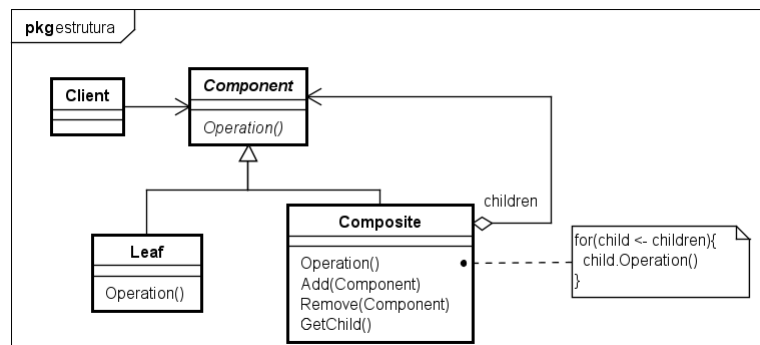 pkg estrutura
Client
Component
Operation()
children
Leaf
Operation()
Composite
Operation()
Add(Component)
Remove(Component)
GetChild()
for(child <- children){
child.Operation()
}